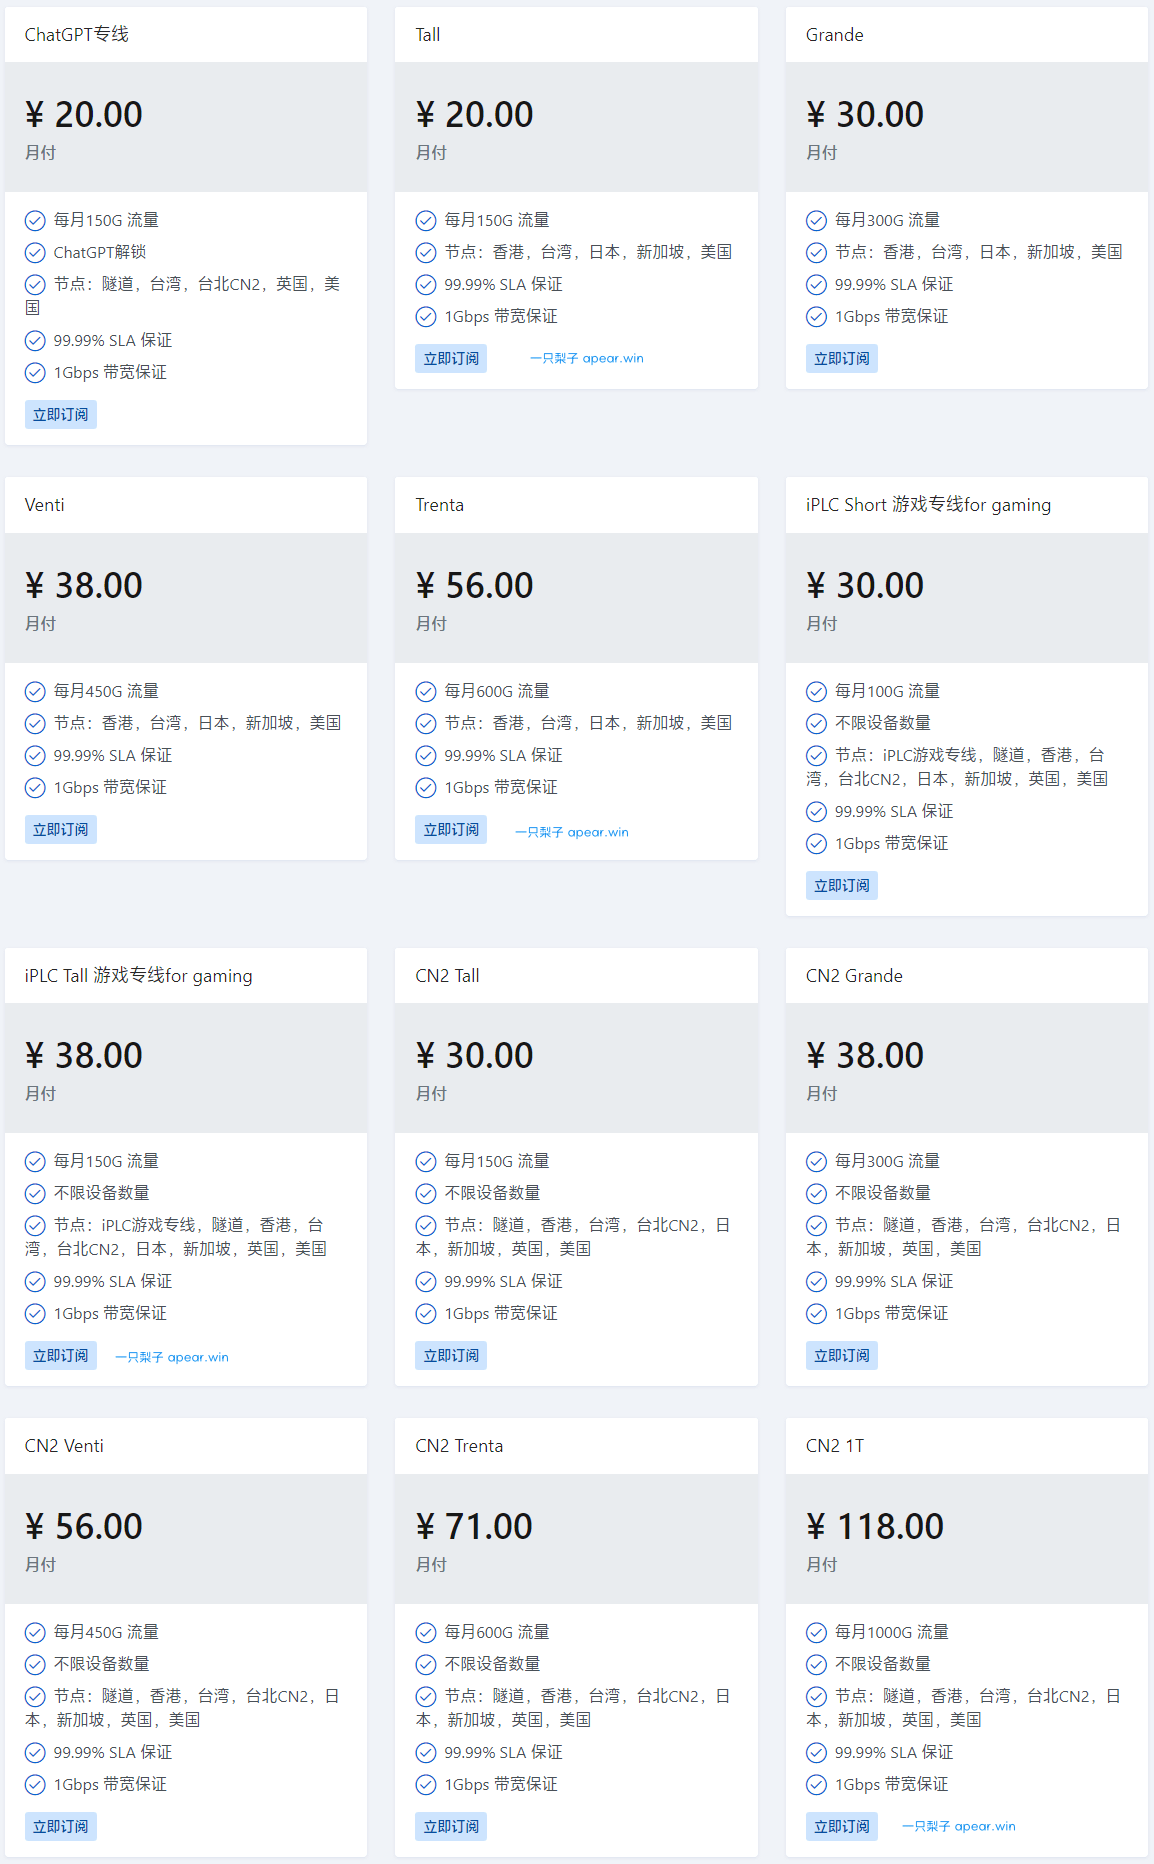 ChatGPT专线
¥ 20.00
月付
每月150G 流量
ChatGPT解锁
节点：隧道，台湾，台北CN2，英国，美
国
99.99% SLA 保证
1Gbps 带宽保证
立即订阅
Tall
¥ 20.00
月付
每月150G 流量
节点：香港，台湾，日本，新加坡，美国
99.99% SLA 保证
1Gbps 带宽保证
立即订阅
一只梨子 apear.win
Grande
¥ 30.00
月付
每月300G 流量
节点：香港，台湾，日本，新加坡，美国
99.99% SLA 保证
1Gbps 带宽保证
立即订阅
Venti
¥ 38.00
月付
每月450G 流量
节点：香港，台湾，日本，新加坡，美国
99.99% SLA 保证
1Gbps 带宽保证
立即订阅
Trenta
¥ 56.00
月付
每月600G 流量
节点：香港，台湾，日本，新加坡，美国
99.99% SLA 保证
1Gbps 带宽保证
立即订阅
一只梨子 apear.win
iPLC Short 游戏专线for gaming
¥ 30.00
月付
每月100G 流量
不限设备数量
节点：iPLC游戏专线，隧道，香港，台
湾，台北CN2，日本，新加坡，英国，美国
99.99% SLA 保证
1Gbps 带宽保证
立即订阅
iPLC Tall 游戏专线for gaming
¥ 38.00
月付
每月150G 流量
不限设备数量
节点：iPLC游戏专线，隧道，香港，台
湾，台北CN2，日本，新加坡，英国，美国
99.99% SLA 保证
1Gbps 带宽保证
立即订阅
一只梨子 apear.win
CN2 Tall
¥ 30.00
月付
每月150G 流量
不限设备数量
节点：隧道，香港，台湾，台北CN2，日
本，新加坡，英国，美国
99.99% SLA 保证
1Gbps 带宽保证
立即订阅
CN2 Grande
¥ 38.00
月付
每月300G 流量
不限设备数量
节点：隧道，香港，台湾，台北CN2，日
本，新加坡，英国，美国
99.99% SLA 保证
1Gbps 带宽保证
立即订阅
CN2 Venti
¥ 56.00
月付
每月450G 流量
不限设备数量
节点：隧道，香港，台湾，台北CN2，日
本，新加坡，英国，美国
99.99% SLA 保证
1Gbps 带宽保证
立即订阅
CN2 Trenta
¥ 71.00
月付
每月600G 流量
不限设备数量
节点：隧道，香港，台湾，台北CN2，日
本，新加坡，英国，美国
99.99% SLA 保证
1Gbps 带宽保证
立即订阅
CN2 1T
¥ 118.00
月付
每月1000G 流量
不限设备数量
节点：隧道，香港，台湾，台北CN2，日
本，新加坡，英国，美国
99.99% SLA 保证
1Gbps 带宽保证
立即订阅
一只梨子 apear.win